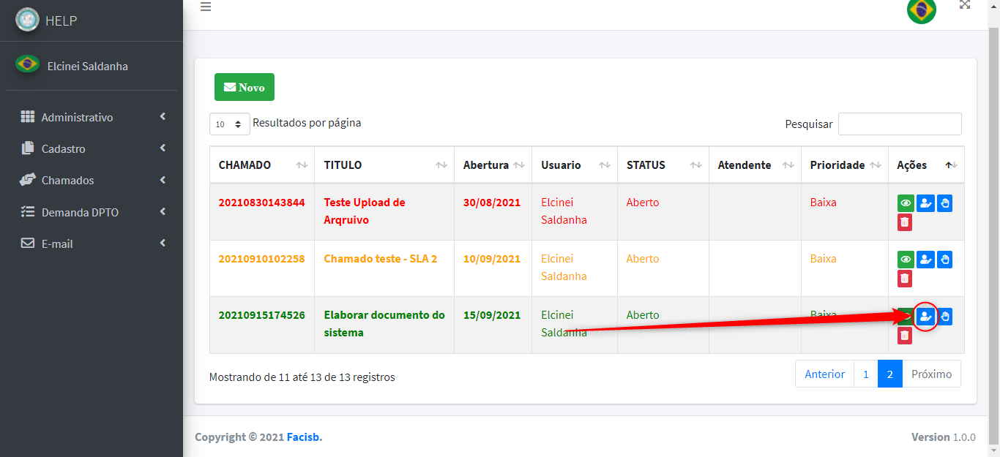 HELP
Elcinei Saldanha
Administrativo
Cadastro
Chamados
Demanda DPTO
E-mail
Novo
10 Resultados por página
Pesquisar
CHAMADO TITULO Abertura Usuario STATUS Atendente Prioridade Ações
20210830143844 Teste Upload de 30/08/2021 Elcinei Aberto Baixa
Arqruivo Saldanha
20210910102258 Chamado teste - SLA 2 10/09/2021 Elcinei Aberto Baixa
Saldanha
20210915174526 Elaborar documento do 15/09/2021 Elcinei Aberto Baixa
sistema Saldanha
Mostrando de 11 até 13 de 13 registros
Anterior 1 2 Próximo
Copyright © 2021 Facisb.
Version 1.0.0